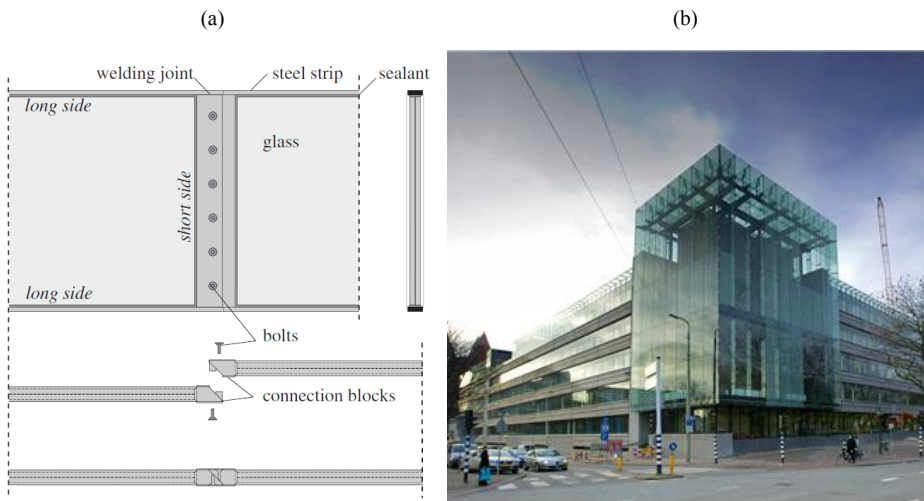 (a)
(b)
welding joint
steel strip
sealant
long side
glass
short side
long side
bolts
connection blocks